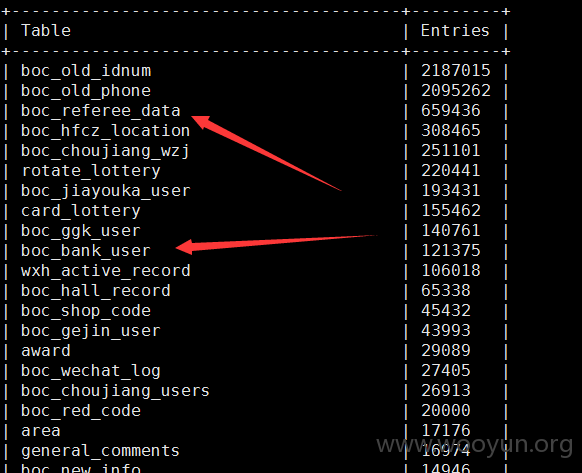 +----------------------------------------+---------+
| Table | Entries |
+----------------------------------------+---------+
| boc_old_idnum | 2187015 |
| boc_old_phone | 2095262 |
| boc_referee_data | 659436 |
| boc_hfcz_location | 308465 |
| boc_choujiang_wzj | 251101 |
| rotate_lottery | 220441 |
| boc_jiayouka_user | 193431 |
| card_lottery | 155462 |
| boc_ggk_user | 140761 |
| boc_bank_user | 121375 |
| wxh_active_record | 106018 |
| boc_hall_record | 65338 |
| boc_shop_code | 45432 |
| boc_gejin_user | 43993 |
| award | 29089 |
| boc_wechat_log | 27405 |
| boc_choujiang_users | 26913 |
| boc_red_code | 20000 |
| area | 17176 |
| general_comments | 16974 |
| boc_new_info | 14946 |
www.wooyun.org